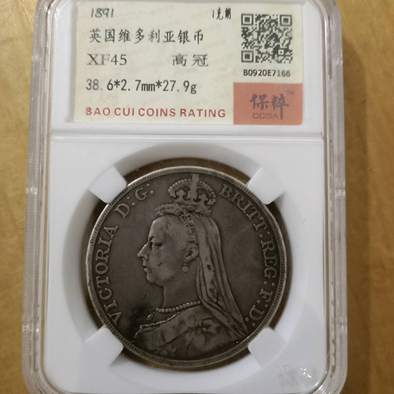 1891 1克朗
英国维多利亚银币
XF45 高冠
38.6*2.7mm*27.9g
B0920E7166
保粹
BAO CUI COINS RATING
VICTORIA D:G: BRITT:REG:F:D: